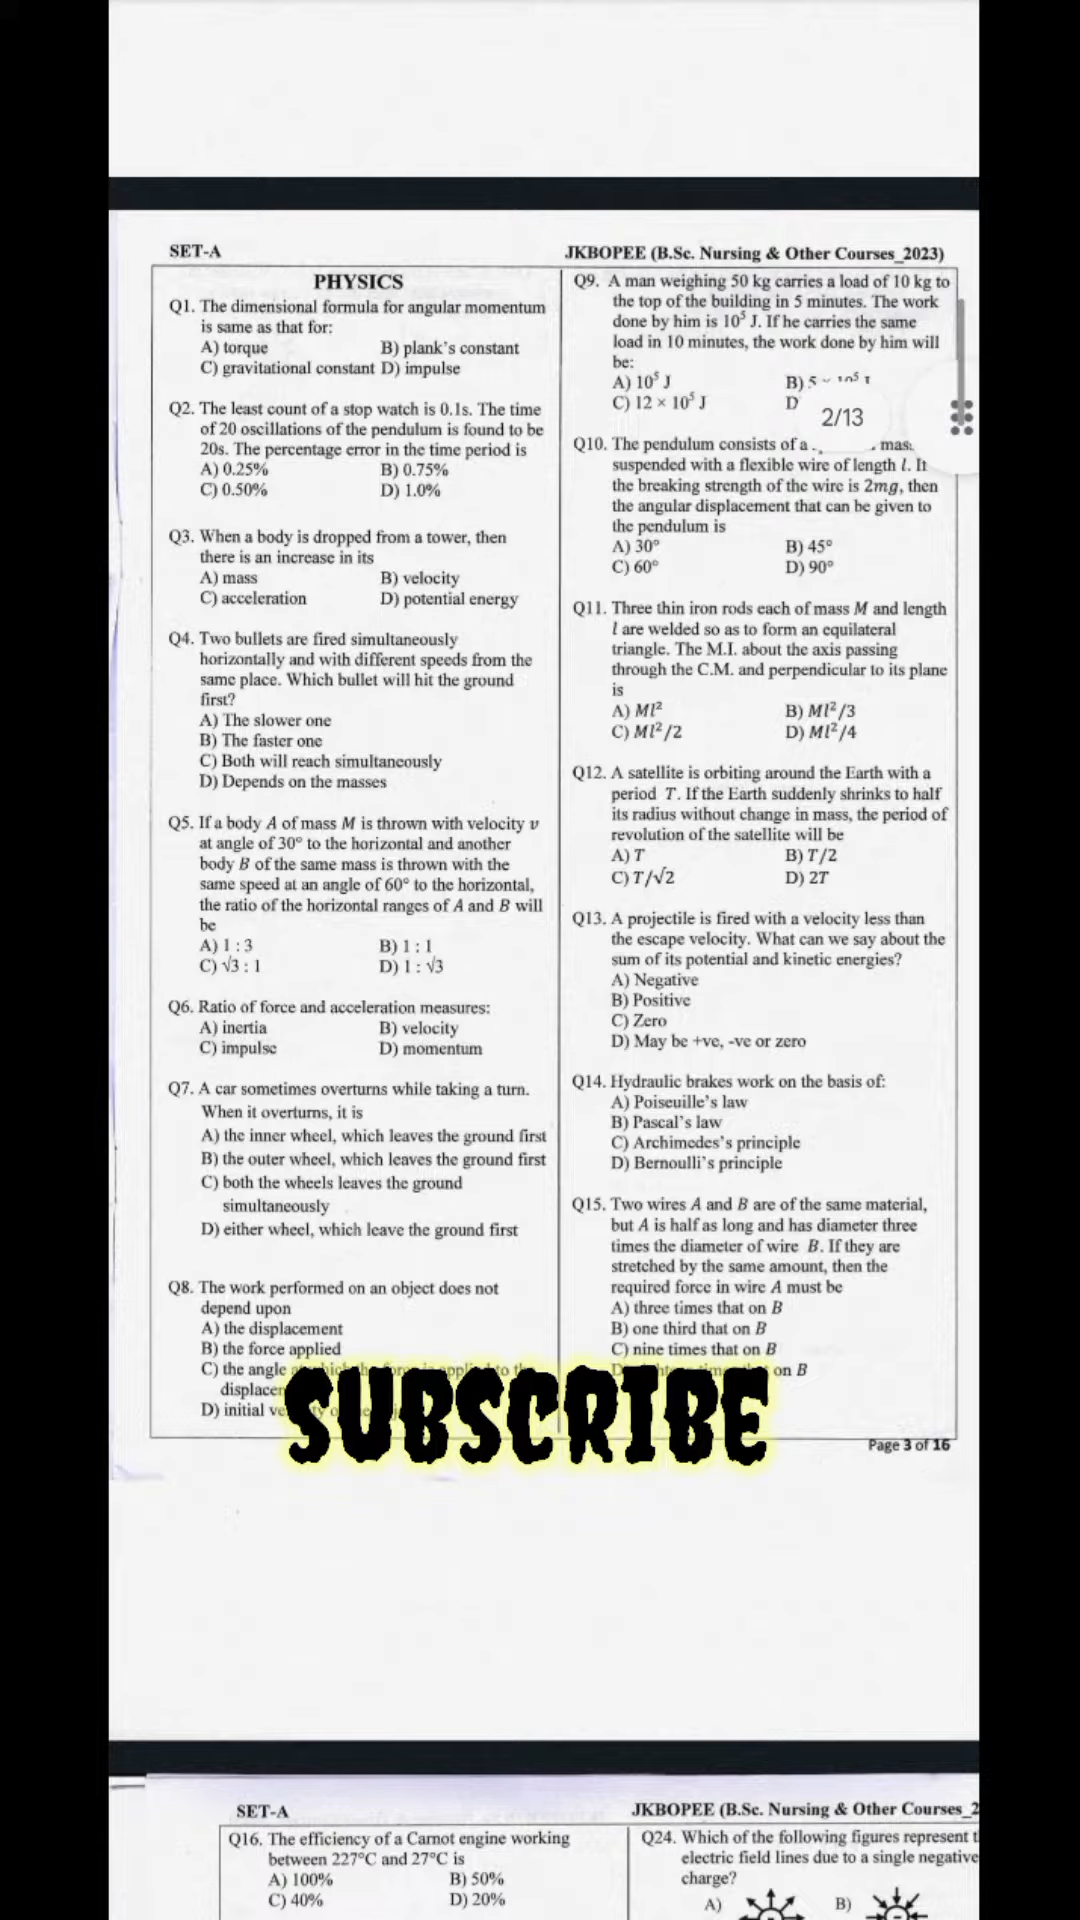 SET-A
JKBOPEE (B.Sc. Nursing & Other Courses_2023)
PHYSICS
Q1. The dimensional formula for angular momentum
is same as that for:
A) torque B) plank's constant
C) gravitational constant D) impulse
Q2. The least count of a stop watch is 0.1s. The time
of 20 oscillations of the pendulum is found to be
20s. The percentage error in the time period is
A) 0.25% B) 0.75%
C) 0.50% D) 1.0%
Q3. When a body is dropped from a tower, then
there is an increase in its
A) mass B) velocity
C) acceleration D) potential energy
Q4. Two bullets are fired simultaneously
horizontally and with different speeds from the
same place. Which bullet will hit the ground
first?
A) The slower one
B) The faster one
C) Both will reach simultaneously
D) Depends on the masses
Q5. If a body A of mass M is thrown with velocity v
at angle of 30° to the horizontal and another
body B of the same mass is thrown with the
same speed at an angle of 60° to the horizontal,
the ratio of the horizontal ranges of A and B will
be
A) 1 : 3 B) 1 : 1
C) √3 : 1 D) 1 : √3
Q6. Ratio of force and acceleration measures:
A) inertia B) velocity
C) impulse D) momentum
Q7. A car sometimes overturns while taking a turn.
When it overturns, it is
A) the inner wheel, which leaves the ground first
B) the outer wheel, which leaves the ground first
C) both the wheels leaves the ground
simultaneously
D) either wheel, which leave the ground first
Q8. The work performed on an object does not
depend upon
A) the displacement
B) the force applied
C) the angle
D) initial
Q9. A man weighing 50 kg carries a load of 10 kg to
the top of the building in 5 minutes. The work
done by him is 10⁵ J. If he carries the same
load in 10 minutes, the work done by him will
be:
A) 10⁵ J B) 5
C) 12 × 10⁵ J D
2/13
Q10. The pendulum consists of a
suspended with a flexible wire of length l. If
the breaking strength of the wire is 2mg, then
the angular displacement that can be given to
the pendulum is
A) 30° B) 45°
C) 60° D) 90°
Q11. Three thin iron rods each of mass M and length
l are welded so as to form an equilateral
triangle. The M.I. about the axis passing
through the C.M. and perpendicular to its plane
is
A) Ml² B) Ml²/3
C) Ml²/2 D) Ml²/4
Q12. A satellite is orbiting around the Earth with a
period T. If the Earth suddenly shrinks to half
its radius without change in mass, the period of
revolution of the satellite will be
A) T B) T/2
C) T/√2 D) 2T
Q13. A projectile is fired with a velocity less than
the escape velocity. What can we say about the
sum of its potential and kinetic energies?
A) Negative
B) Positive
C) Zero
D) May be +ve, -ve or zero
Q14. Hydraulic brakes work on the basis of:
A) Poiseuille's law
B) Pascal's law
C) Archimedes's principle
D) Bernoulli's principle
Q15. Two wires A and B are of the same material,
but A is half as long and has diameter three
times the diameter of wire B. If they are
stretched by the same amount, then the
required force in wire A must be
A) three times that on B
B) one third that on B
C) nine times that on B
on B
SUBSCRIBE
Page 3 of 16
SET-A
JKBOPEE (B.Sc. Nursing & Other Courses_2
Q16. The efficiency of a Carnot engine working
between 227°C and 27°C is
A) 100% B) 50%
C) 40% D) 20%
Q24. Which of the following figures represent t
electric field lines due to a single negative
charge?
A) B)